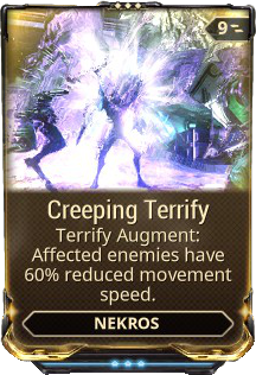 9
Creeping Terrify
Terrify Augment:
Affected enemies have
60% reduced movement
speed.
NEKROS